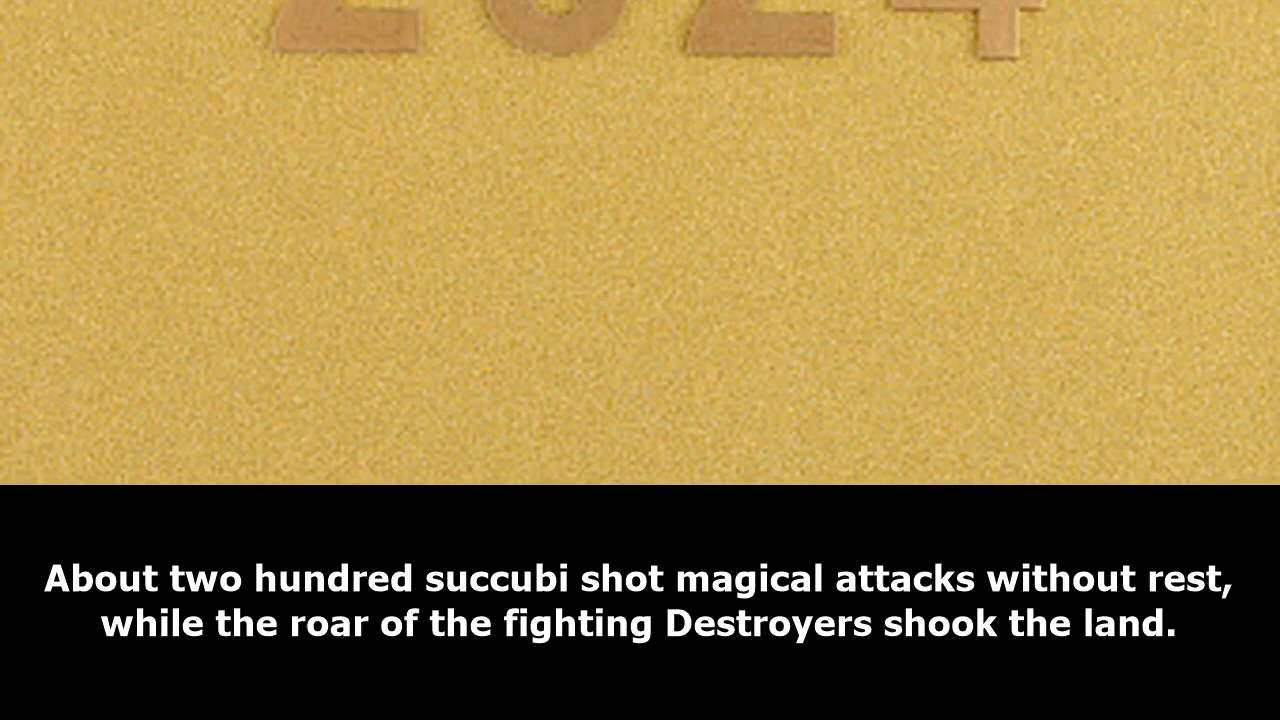 2024
About two hundred succubi shot magical attacks without rest,
while the roar of the fighting Destroyers shook the land.